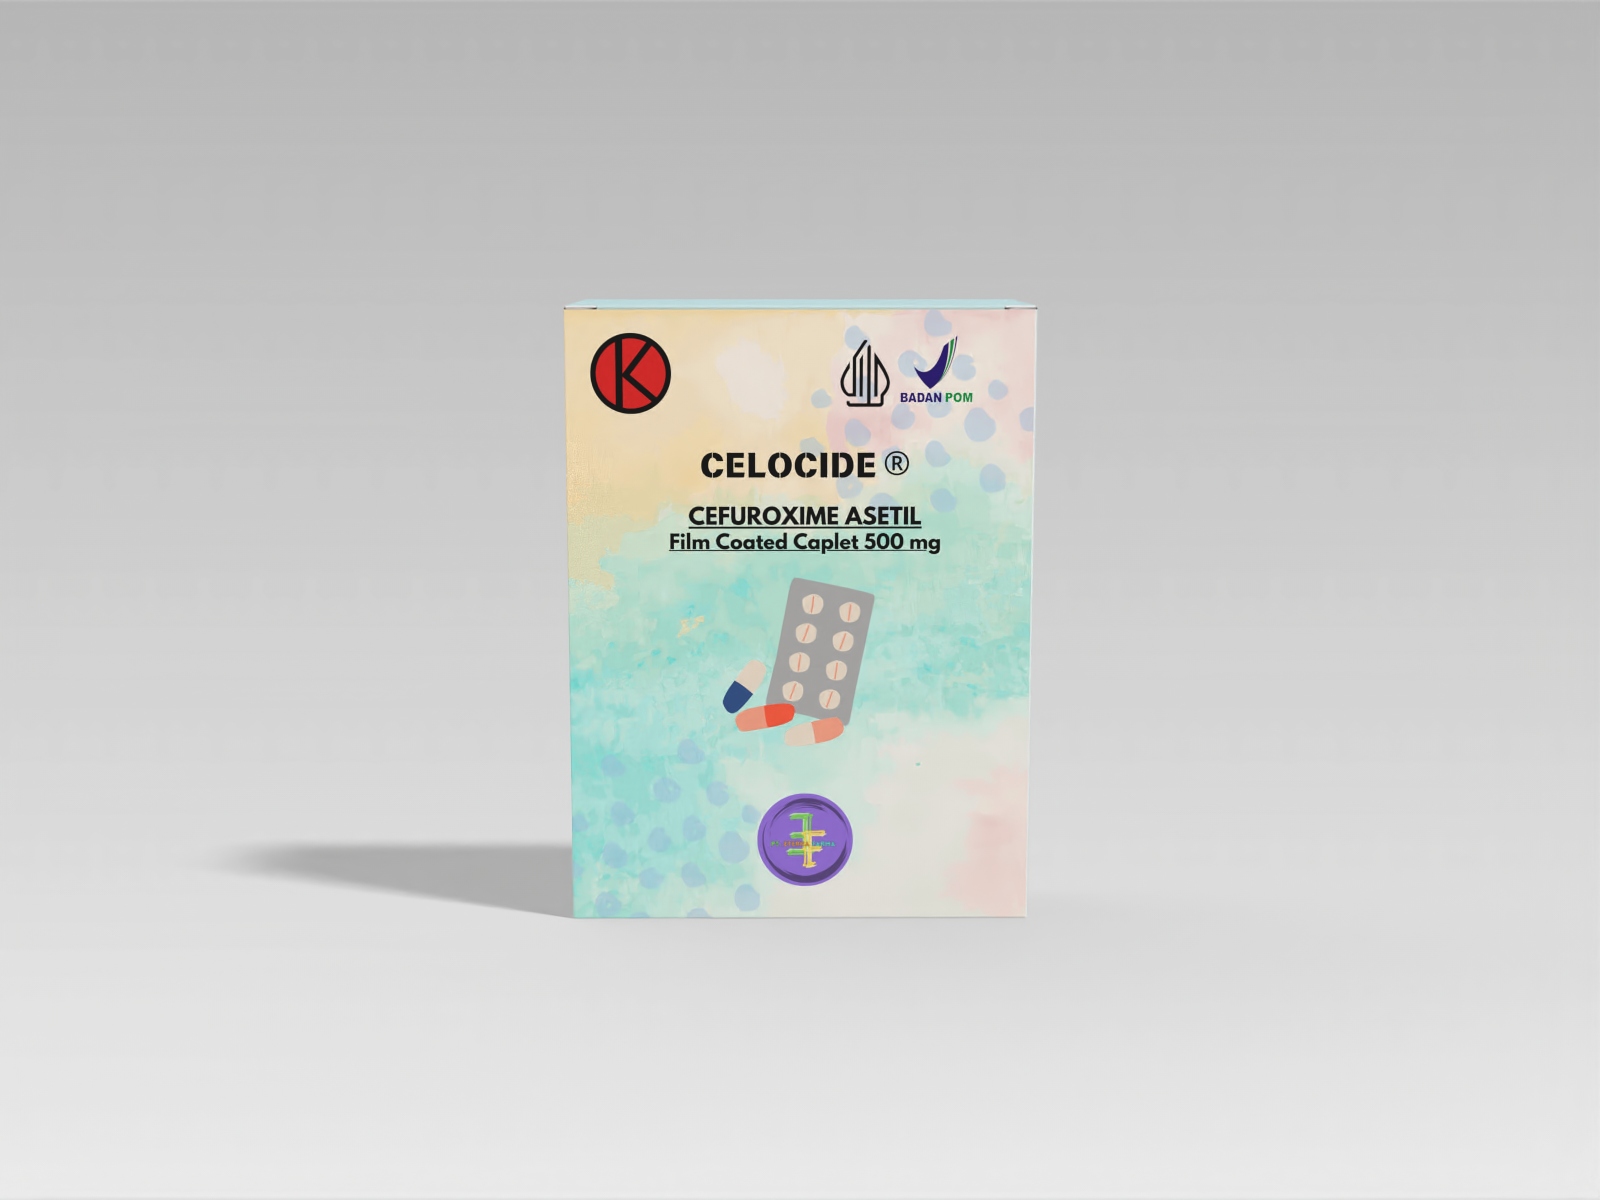 K
BADAN POM
CELOCIDE ®
CEFUROXIME ASETIL
Film Coated Caplet 500 mg